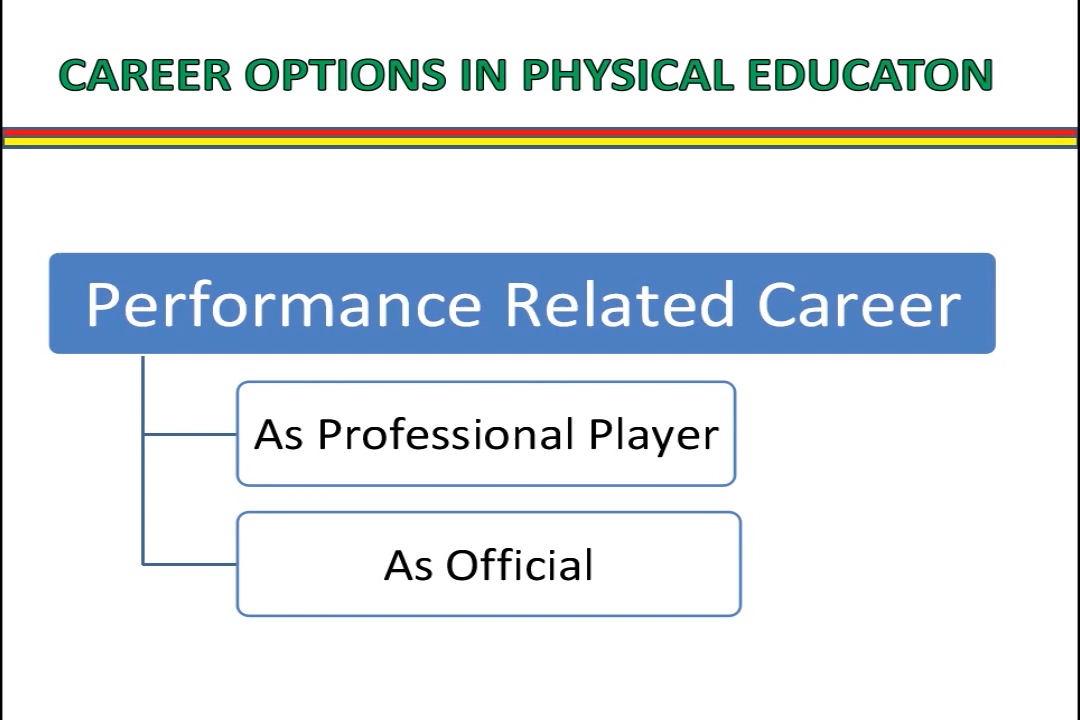 CAREER OPTIONS IN PHYSICAL EDUCATON
Performance Related Career
As Professional Player
As Official